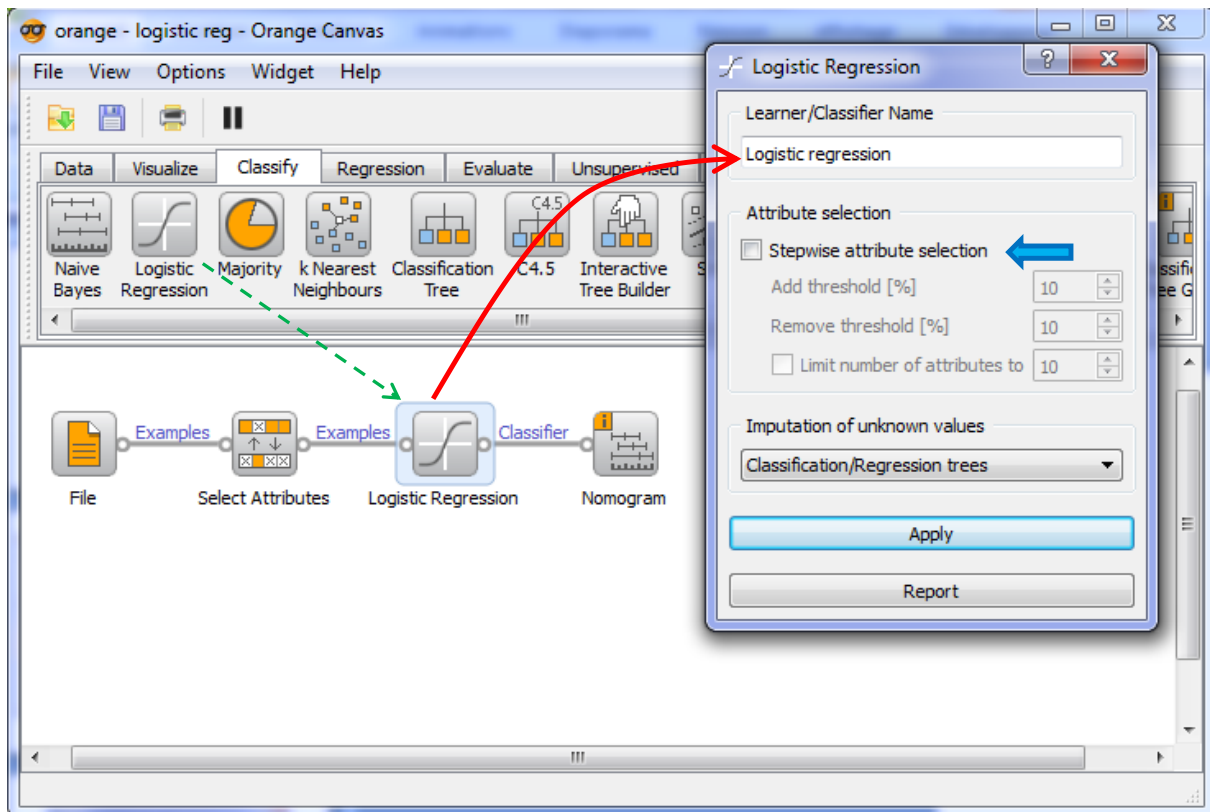 orange - logistic reg - Orange Canvas
File View Options Widget Help
Data Visualize Classify Regression Evaluate Unsupervised
C4.5
Naive Bayes
Logistic Regression
Majority
k Nearest Neighbours
Classification Tree
C4.5
Interactive Tree Builder
Examples
Examples
Classifier
File
Select Attributes
Logistic Regression
Nomogram
Logistic Regression
Learner/Classifier Name
Logistic regression
Attribute selection
Stepwise attribute selection
Add threshold [%] 10
Remove threshold [%] 10
Limit number of attributes to 10
Imputation of unknown values
Classification/Regression trees
Apply
Report